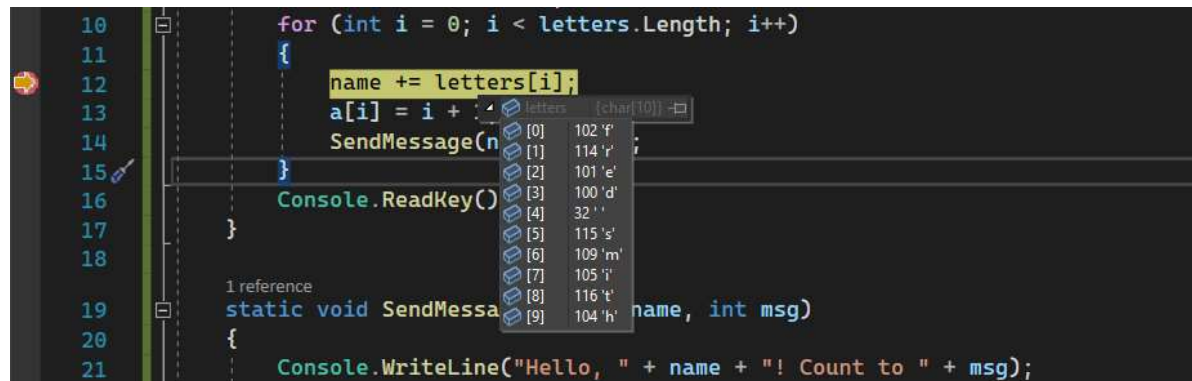 10 for (int i = 0; i < letters.Length; i++)
11 {
12 name += letters[i];
13 a[i] = i +
letters {char[10]}
14 SendMessage(n ;
[0] 102 'f'
[1] 114 'r'
[2] 101 'e'
[3] 100 'd'
[4] 32 ' '
[5] 115 's'
[6] 109 'm'
[7] 105 'i'
[8] 116 't'
[9] 104 'h'
15 }
16 Console.ReadKey()
17 }
18
1 reference
19 static void SendMessa name, int msg)
20 {
21 Console.WriteLine("Hello, " + name + "! Count to " + msg);